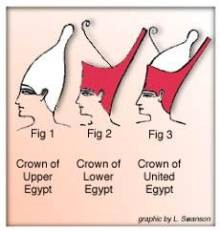 Fig 1 Fig 2 Fig 3
Crown of Crown of Crown of
Upper Lower United
Egypt Egypt Egypt
graphic by L. Swanson